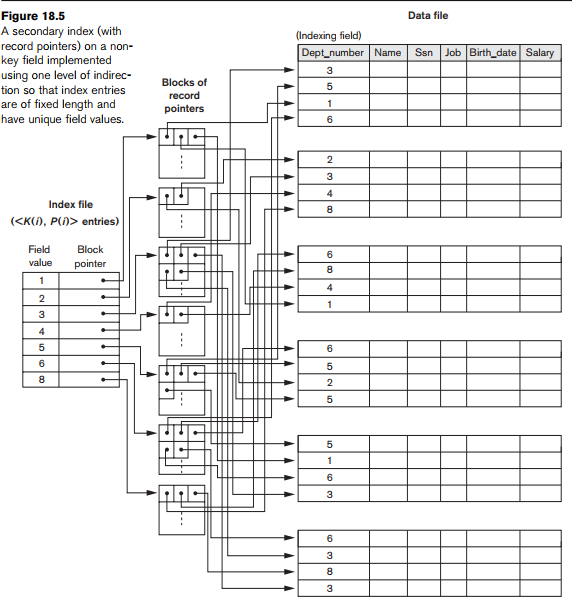 Figure 18.5
A secondary index (with
record pointers) on a non-
key field implemented
using one level of indirec-
tion so that index entries
are of fixed length and
have unique field values.
Data file
(Indexing field)
Dept_number Name Ssn Job Birth_date Salary
3
5
1
6
2
3
4
8
6
8
4
1
6
5
2
5
5
1
6
3
6
3
8
3
Blocks of
record
pointers
Index file
(<K(i), P(i)> entries)
Field
value
Block
pointer
1
2
3
4
5
6
8